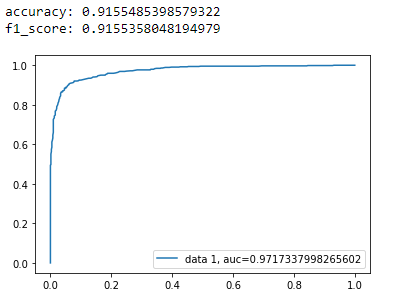 accuracy: 0.9155485398579322
f1_score: 0.9155358048194979
1.0
0.8
0.6
0.4
0.2
0.0
data 1, auc=0.9717337998265602
0.0 0.2 0.4 0.6 0.8 1.0